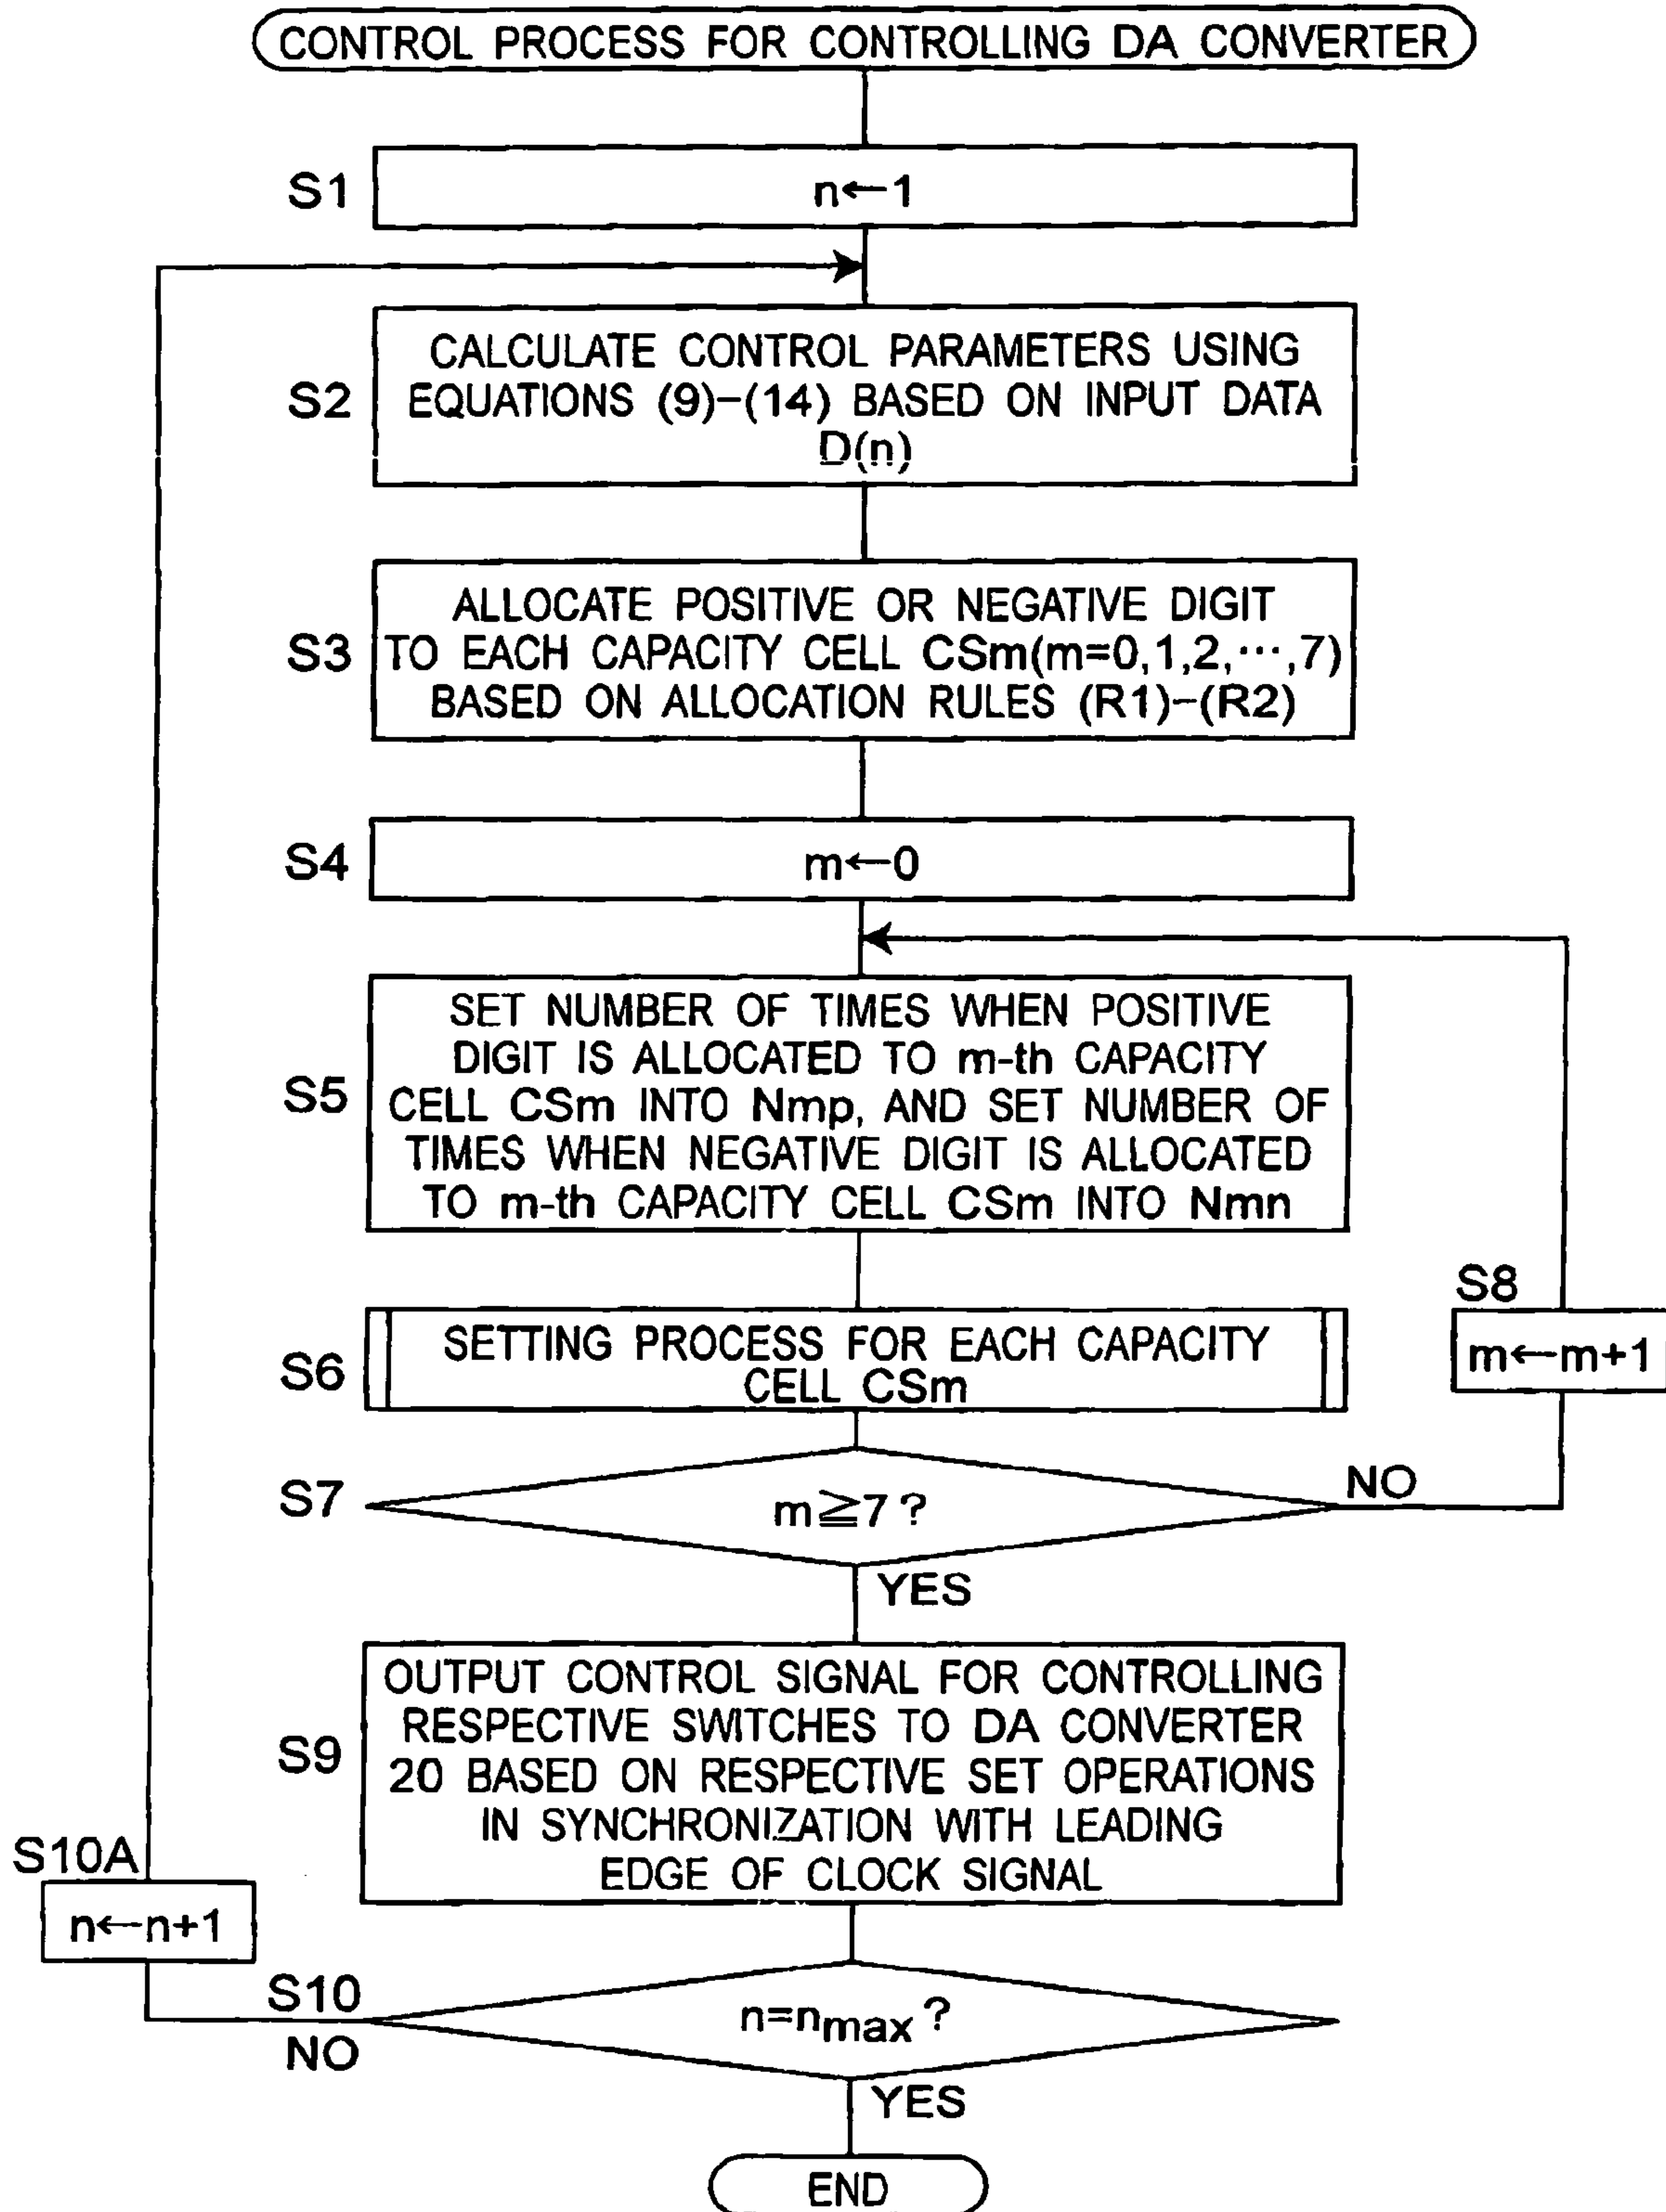 CONTROL PROCESS FOR CONTROLLING DA CONVERTER
S1
n←1
S2
CALCULATE CONTROL PARAMETERS USING
EQUATIONS (9)-(14) BASED ON INPUT DATA
D(n)
S3
ALLOCATE POSITIVE OR NEGATIVE DIGIT
TO EACH CAPACITY CELL CSm(m=0,1,2,⋯,7)
BASED ON ALLOCATION RULES (R1)-(R2)
S4
m←0
S5
SET NUMBER OF TIMES WHEN POSITIVE
DIGIT IS ALLOCATED TO m-th CAPACITY
CELL CSm INTO Nmp, AND SET NUMBER OF
TIMES WHEN NEGATIVE DIGIT IS ALLOCATED
TO m-th CAPACITY CELL CSm INTO Nmn
S6
SETTING PROCESS FOR EACH CAPACITY
CELL CSm
S8
m←m+1
S7
m≧7?
NO
YES
S9
OUTPUT CONTROL SIGNAL FOR CONTROLLING
RESPECTIVE SWITCHES TO DA CONVERTER
20 BASED ON RESPECTIVE SET OPERATIONS
IN SYNCHRONIZATION WITH LEADING
EDGE OF CLOCK SIGNAL
S10A
n←n+1
S10
n=nmax?
NO
YES
END